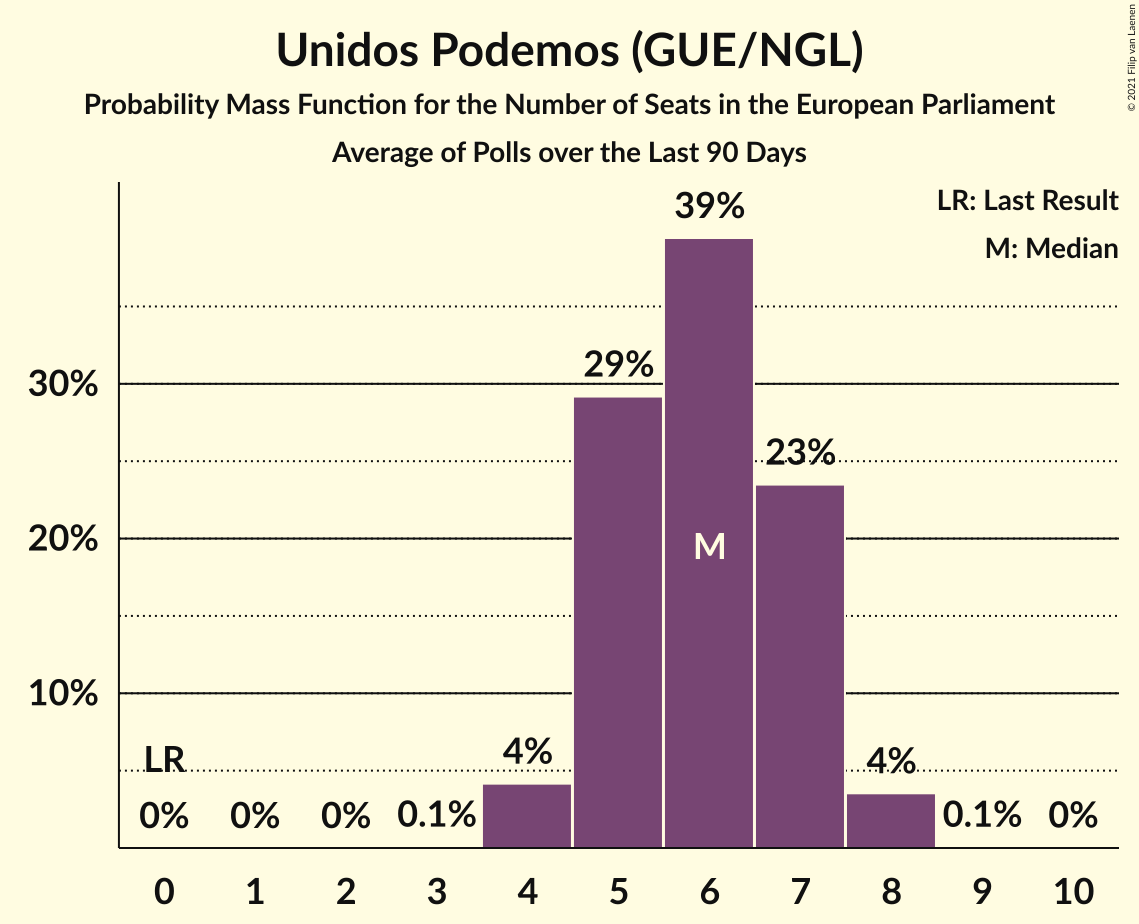 Unidos Podemos (GUE/NGL)
Probability Mass Function for the Number of Seats in the European Parliament
Average of Polls over the Last 90 Days
© 2021 Filip van Laenen
LR: Last Result
M: Median
39%
29%
30%
23%
20%
M
10%
LR
4%
4%
0%
0%
0%
0.1%
0.1%
0%
0 1 2 3 4 5 6 7 8 9 10